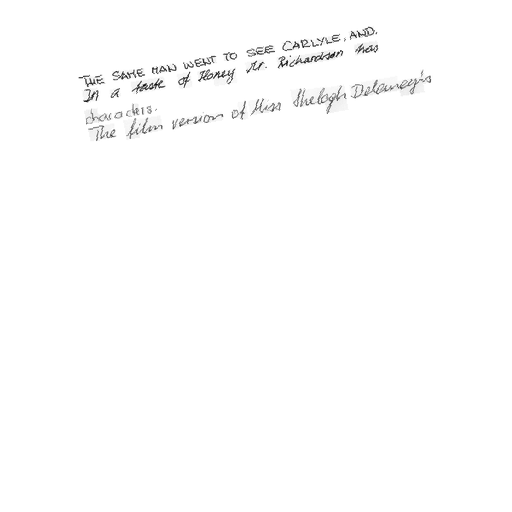 THE SAME MAN WENT TO SEE CARLYLE, AND.
In a taste of Honey Mr. Richardson has
characters.
The film version of Miss Shelagh Delaney's